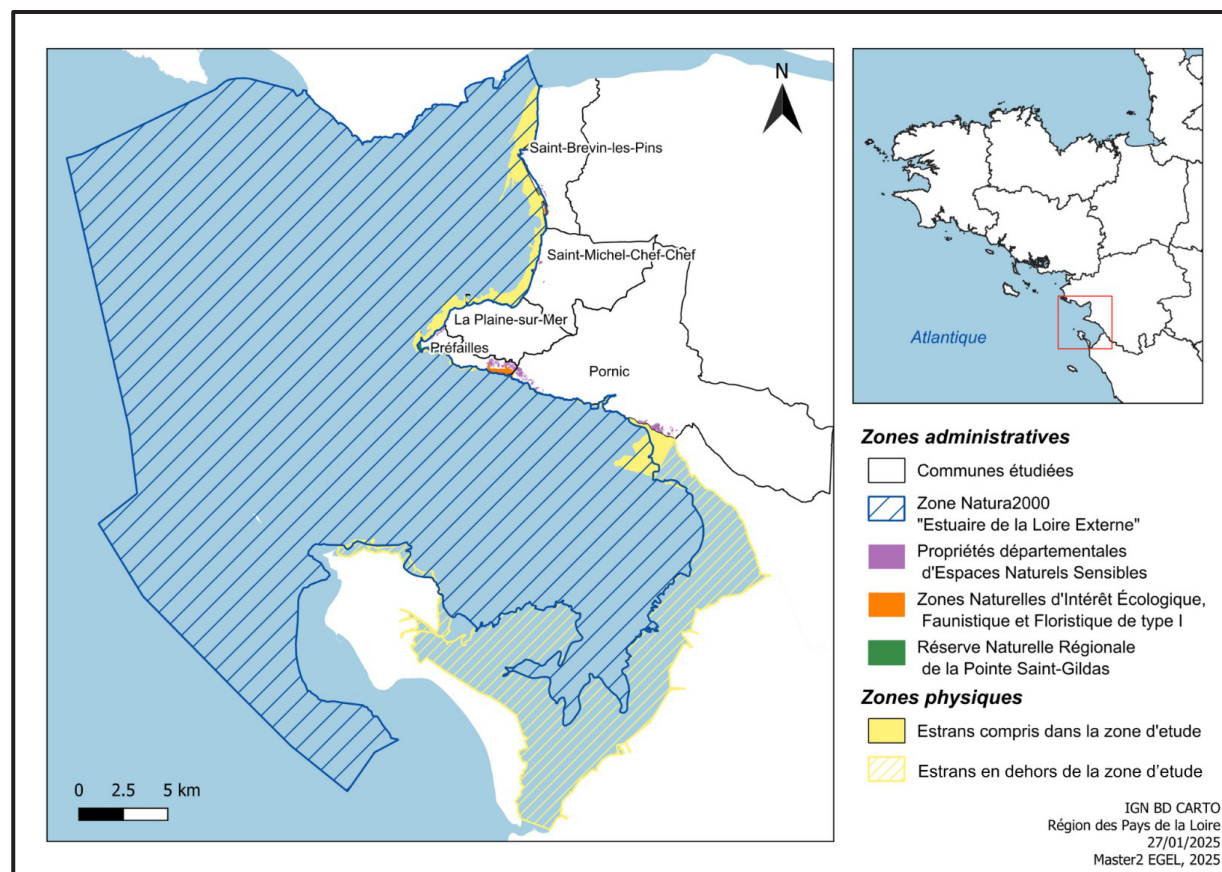 N
Saint-Brevin-les-Pins
Saint-Michel-Chef-Chef
La Plaine-sur-Mer
Préfailles
Pornic
0 2.5 5 km
Atlantique
Zones administratives
Communes étudiées
Zone Natura2000
"Estuaire de la Loire Externe"
Propriétés départementales
d'Espaces Naturels Sensibles
Zones Naturelles d'Intérêt Écologique,
Faunistique et Floristique de type I
Réserve Naturelle Régionale
de la Pointe Saint-Gildas
Zones physiques
Estrans compris dans la zone d'etude
Estrans en dehors de la zone d'etude
IGN BD CARTO
Région des Pays de la Loire
27/01/2025
Master2 EGEL, 2025